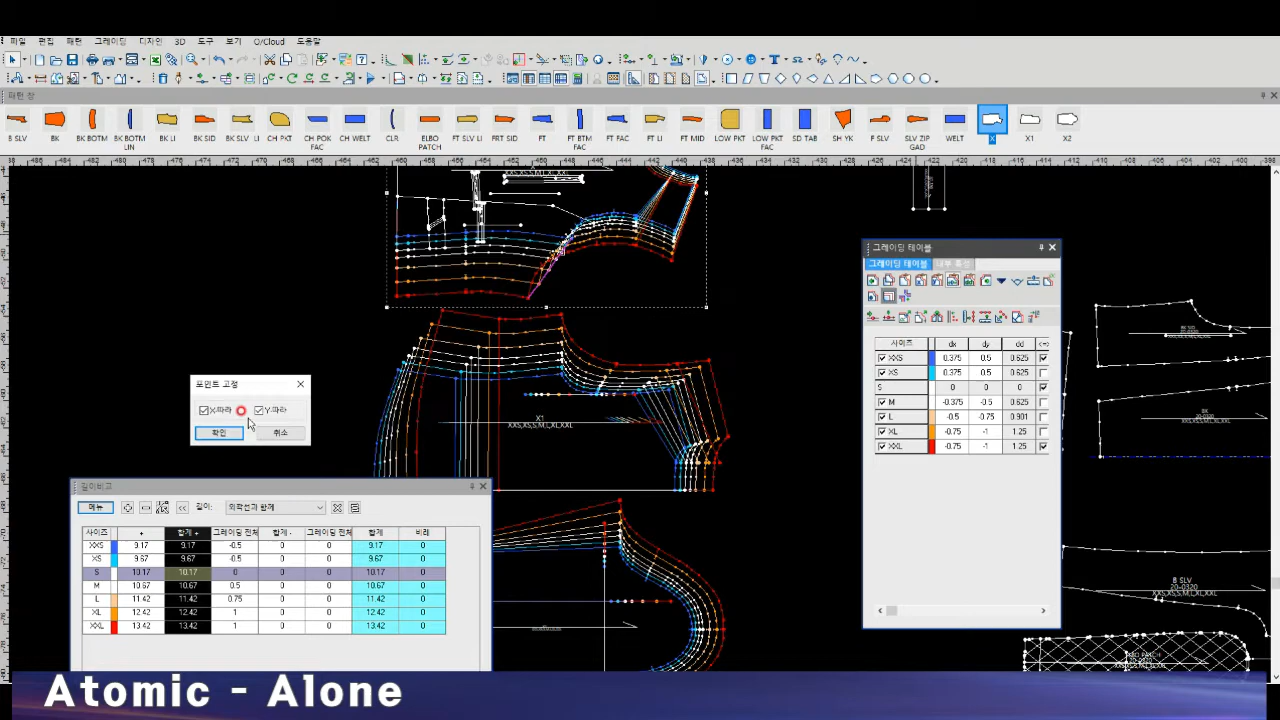 파일 편집 패턴 그레이딩 디자인 3D 도구 보기 O/Cloud 도움말
패턴 창
B SLV
BK
BK BOTM
BK BOTM LIN
BK LI
BK SID
BK SLV LI
CH PKT
CH POK FAC
CH WELT
CLR
ELBO PATCH
FT SLV LI
FRT SID
FT
FT BTM FAC
FT FAC
FT LI
FT MID
LOW PKT
LOW PKT FAC
SD TAB
SH YK
F SLV
SLV ZIP GAD
WELT
X
X1
X2
그레이딩 테이블
그레이딩 테이블
사이즈 dx dy dd
XXS 0.375 0.5 0.625
XS 0.375 0.5 0.625
S 0 0 0
M -0.375 -0.5 0.625
L -0.5 -0.75 0.901
XL -0.75 -1 1.25
XXL -0.75 -1 1.25
포인트 고정
X-따라 Y-따라
확인 취소
X1
XXS,XS,S,M,L,XL,XXL
길이비교
메뉴 << 길이: 외곽선과 함께
사이즈 + 합계 + 그레이딩 전체 합계 - 그레이딩 전체 합계 비례
XXS 9.17 9.17 -0.5 0 0 9.17 0
XS 9.67 9.67 -0.5 0 0 9.67 0
S 10.17 10.17 0 0 0 10.17 0
M 10.67 10.67 0.5 0 0 10.67 0
L 11.42 11.42 0.75 0 0 11.42 0
XL 12.42 12.42 1 0 0 12.42 0
XXL 13.42 13.42 1 0 0 13.42 0
BK SID
20-0320
BK
20-0320
B SLV
20-0320
XXS,XS,S,M,L,XL,XXL
Atomic - Alone